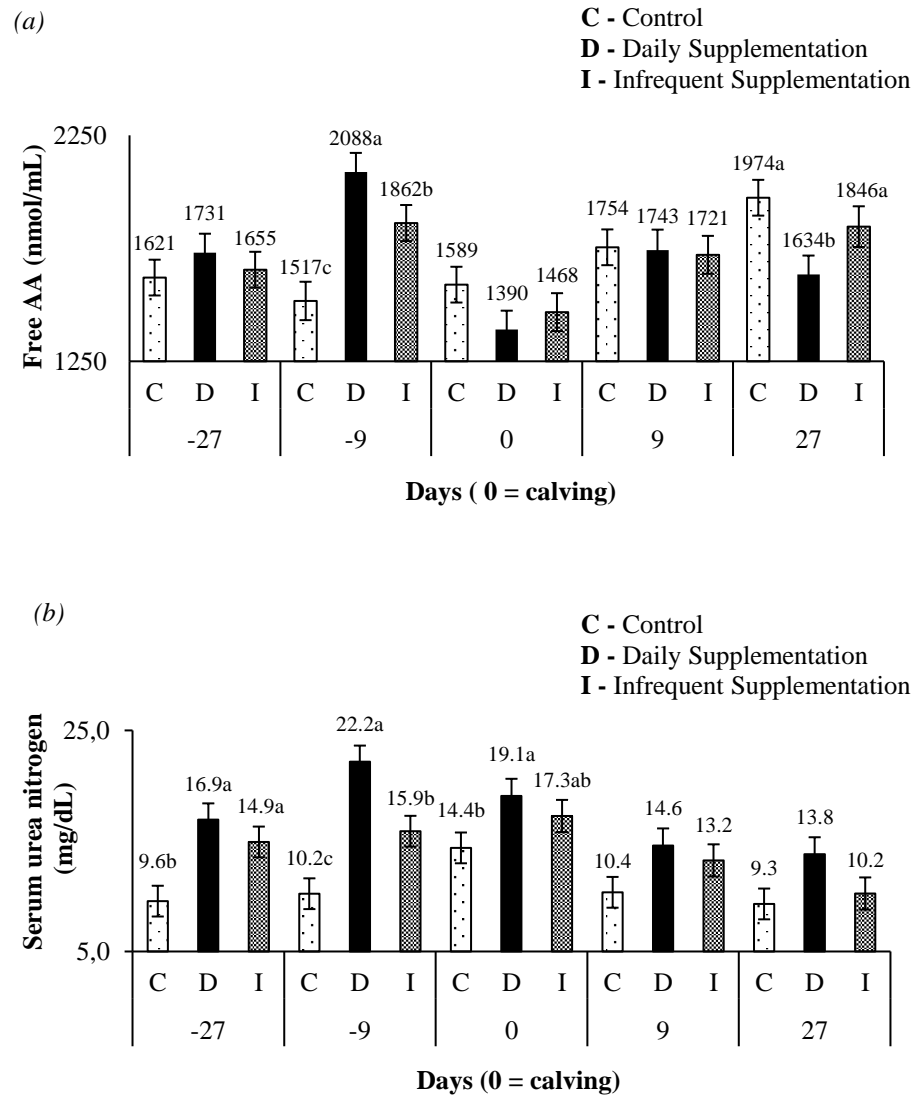 (a)
C - Control
D - Daily Supplementation
I - Infrequent Supplementation
Free AA (nmol/mL)
2250
1250
1621
1731
1655
1517c
2088a
1862b
1589
1390
1468
1754
1743
1721
1974a
1634b
1846a
C D I C D I C D I C D I C D I
-27 -9 0 9 27
Days ( 0 = calving)
(b)
C - Control
D - Daily Supplementation
I - Infrequent Supplementation
Serum urea nitrogen
(mg/dL)
25,0
5,0
9.6b
16.9a
14.9a
10.2c
22.2a
15.9b
14.4b
19.1a
17.3ab
10.4
14.6
13.2
9.3
13.8
10.2
C D I C D I C D I C D I C D I
-27 -9 0 9 27
Days (0 = calving)